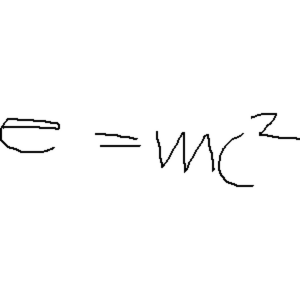 e = mc²